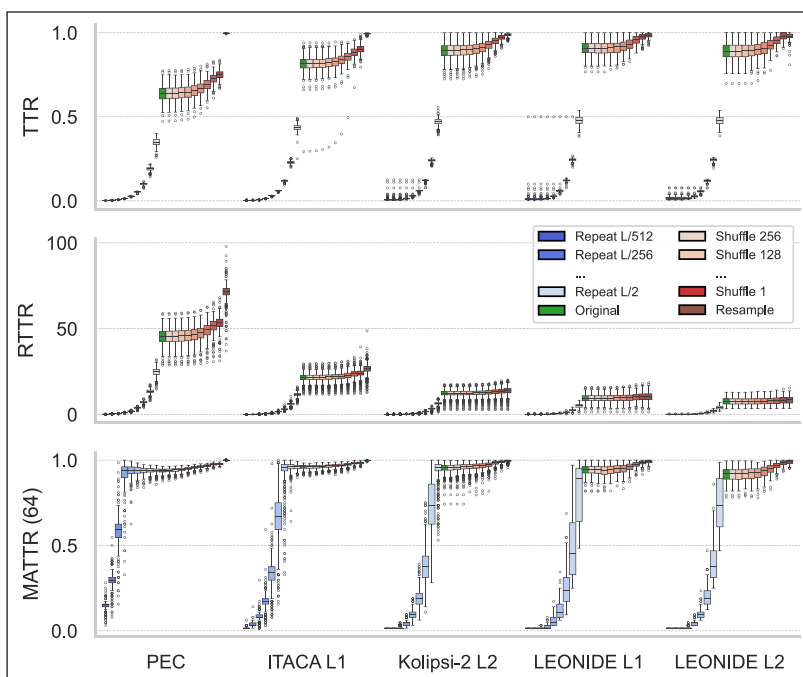 1.0
TTR
0.5
0.0
100
RTTR
50
0
Repeat L/512
Repeat L/256
...
Repeat L/2
Original
Shuffle 256
Shuffle 128
...
Shuffle 1
Resample
1.0
MATTR (64)
0.5
0.0
PEC
ITACA L1
Kolipsi-2 L2
LEONIDE L1
LEONIDE L2